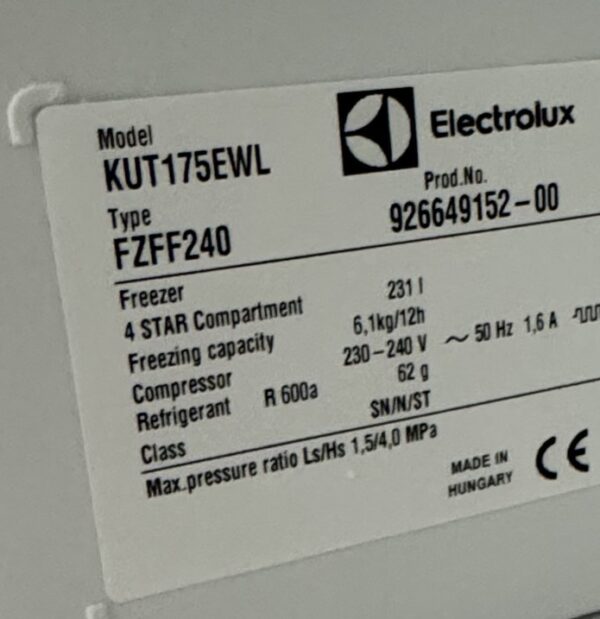 Electrolux
Model
KUT175EWL
Prod.No.
926649152-00
Type
FZFF240
Freezer
4 STAR Compartment 231 l
Freezing capacity 6,1kg/12h
Compressor 230-240 V ~ 50 Hz 1,6 A
Refrigerant R 600a 62 g
Class SN/N/ST
Max.pressure ratio Ls/Hs 1,5/4,0 MPa
MADE IN
HUNGARY
CE